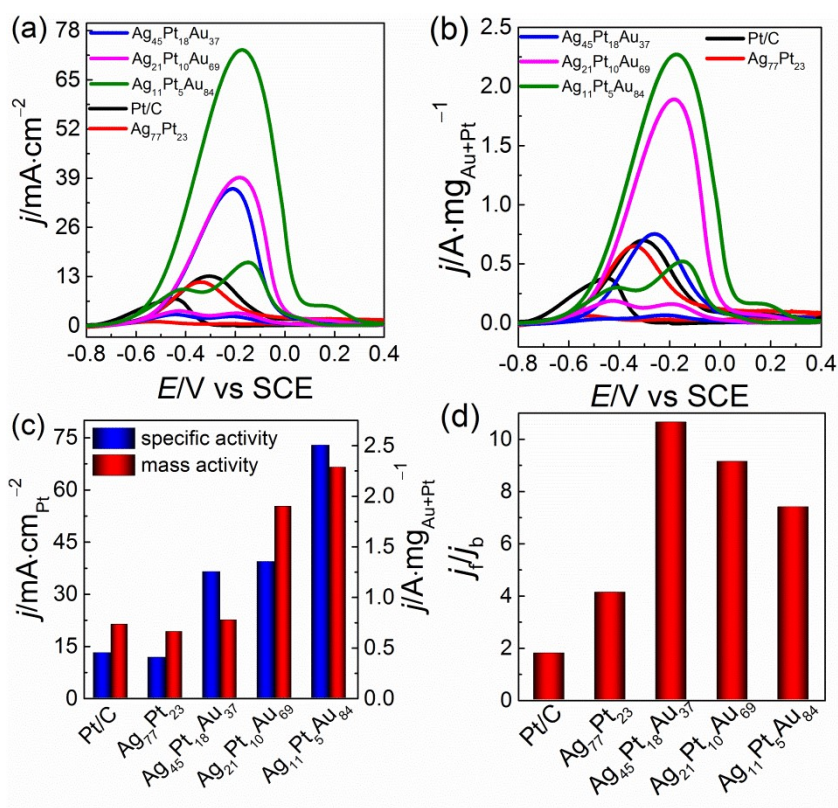 (a)
78
65
52
39
26
13
0
j/mA·cm⁻²
Ag₄₅Pt₁₈Au₃₇
Ag₂₁Pt₁₀Au₆₉
Ag₁₁Pt₅Au₈₄
Pt/C
Ag₇₇Pt₂₃
-0.8 -0.6 -0.4 -0.2 0.0 0.2 0.4
E/V vs SCE
(b)
2.5
2.0
1.5
1.0
0.5
0.0
j/A·mg_Au+Pt⁻¹
Ag₄₅Pt₁₈Au₃₇ Pt/C
Ag₂₁Pt₁₀Au₆₉ Ag₇₇Pt₂₃
Ag₁₁Pt₅Au₈₄
-0.8 -0.6 -0.4 -0.2 0.0 0.2 0.4
E/V vs SCE
(c)
75
60
45
30
15
0
j/mA·cm_Pt⁻²
specific activity
mass activity
2.5
2.0
1.5
1.0
0.5
0.0
j/A·mg_Au+Pt⁻¹
Pt/C
Ag₇₇Pt₂₃
Ag₄₅Pt₁₈Au₃₇
Ag₂₁Pt₁₀Au₆₉
Ag₁₁Pt₅Au₈₄
(d)
10
8
6
4
2
0
j_f/j_b
Pt/C
Ag₇₇Pt₂₃
Ag₄₅Pt₁₈Au₃₇
Ag₂₁Pt₁₀Au₆₉
Ag₁₁Pt₅Au₈₄